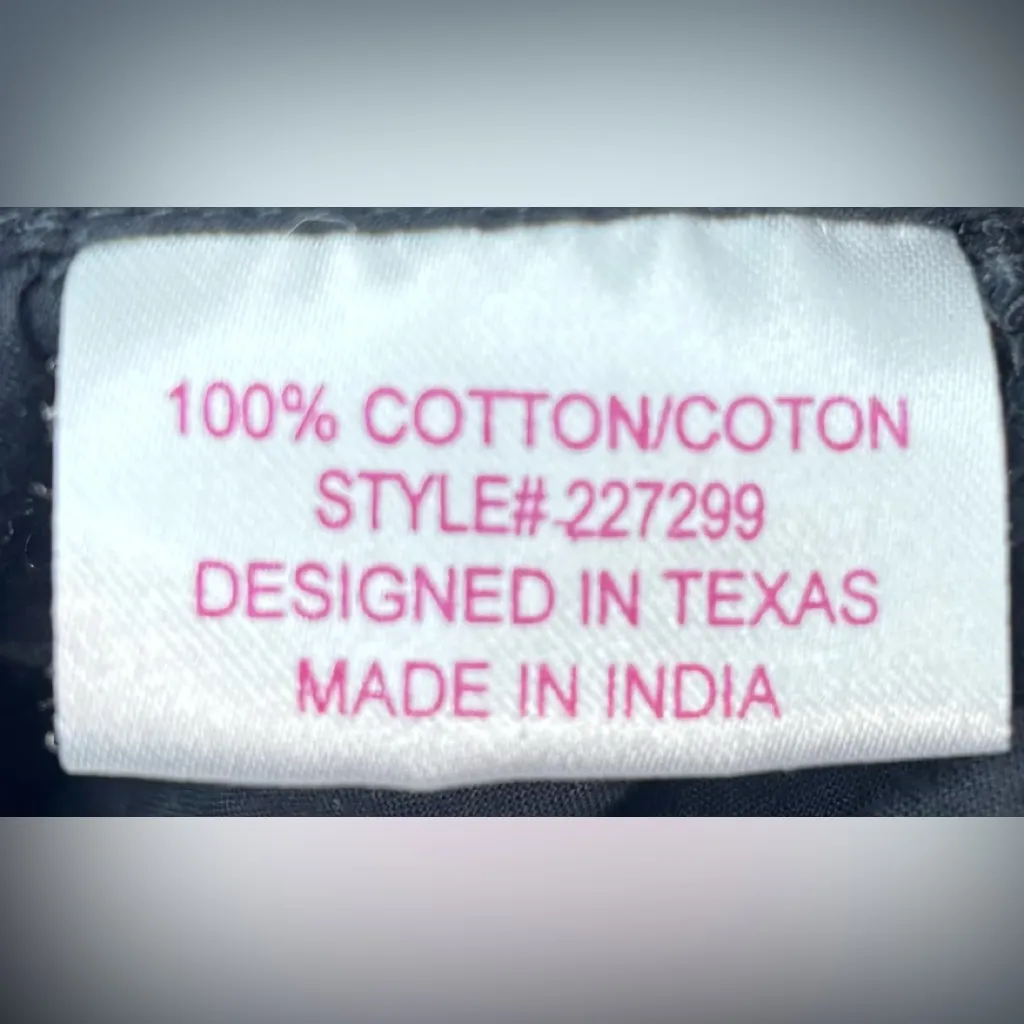 100% COTTON/COTON
STYLE# 227299
DESIGNED IN TEXAS
MADE IN INDIA